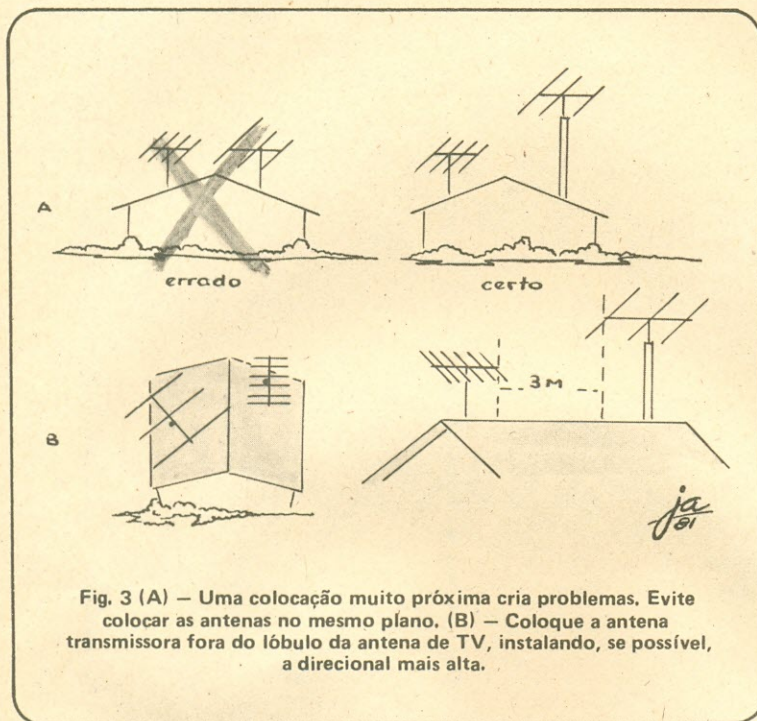 A
errado
certo
B
3 M
ja
81
Fig. 3 (A) — Uma colocação muito próxima cria problemas. Evite
colocar as antenas no mesmo plano. (B) — Coloque a antena
transmissora fora do lóbulo da antena de TV, instalando, se possível,
a direcional mais alta.